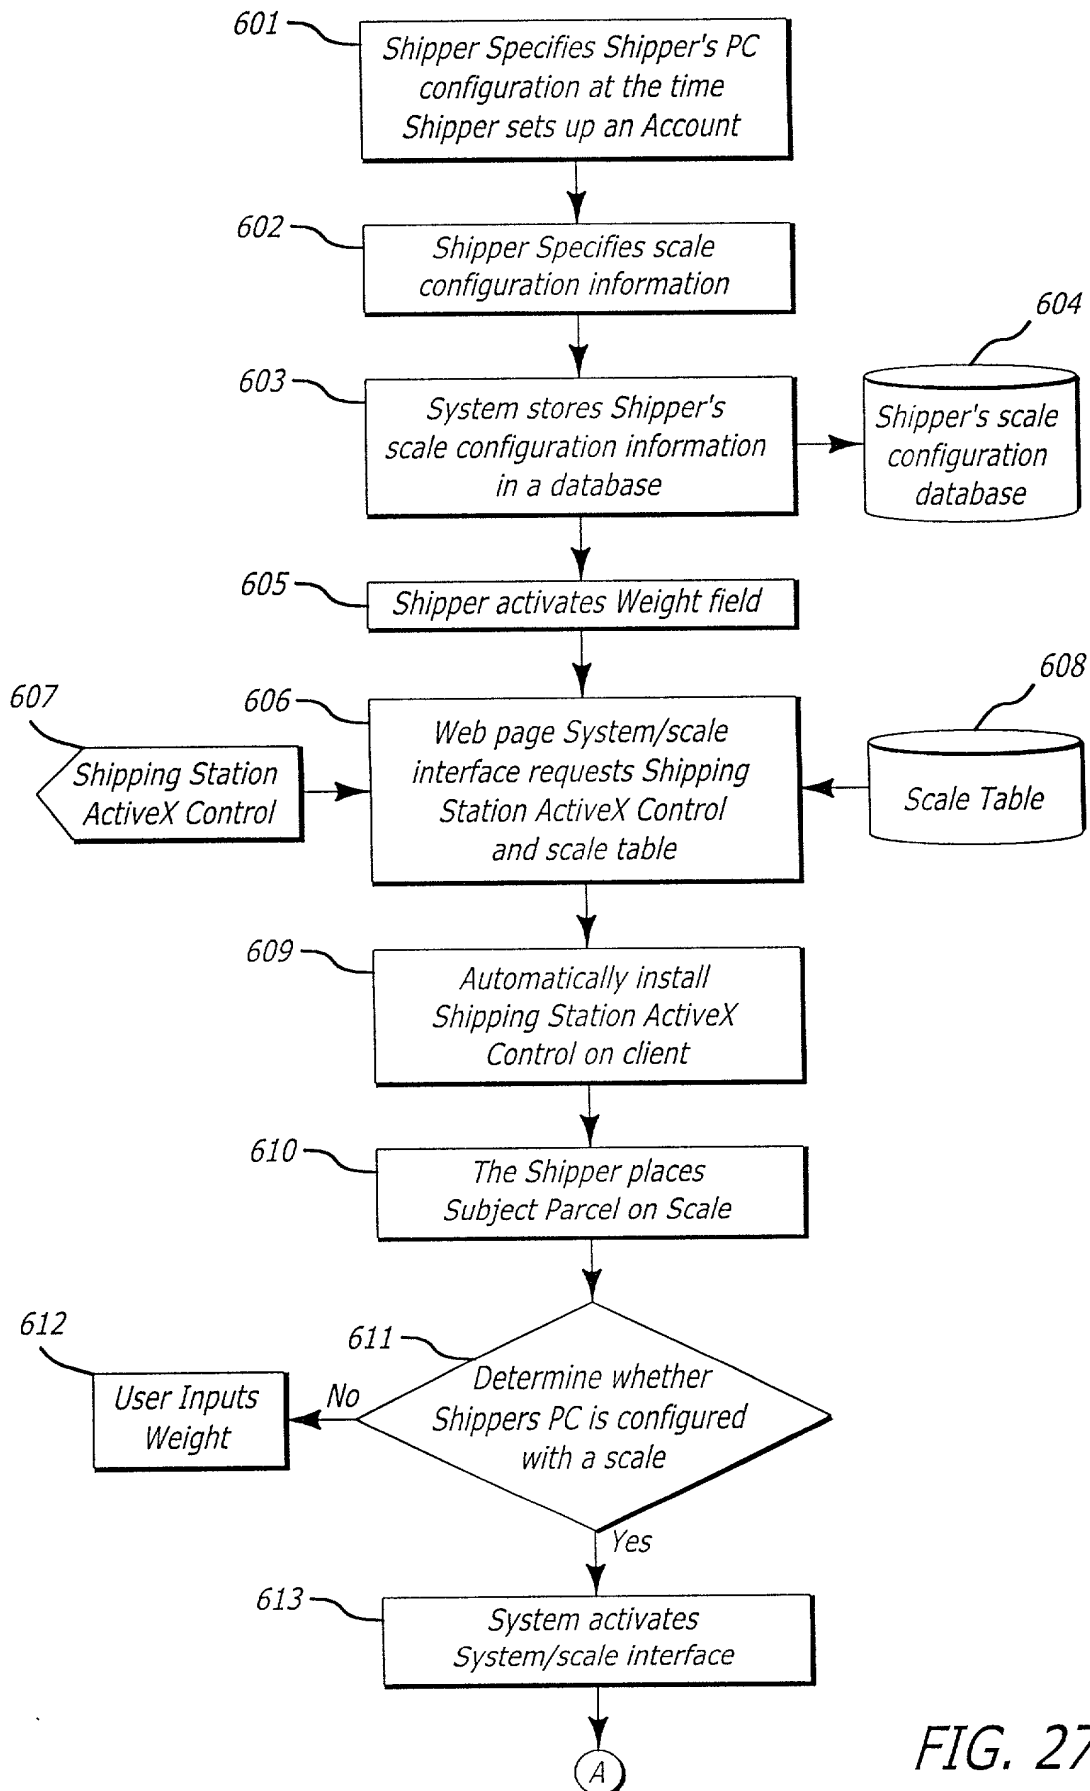 601
Shipper Specifies Shipper's PC
configuration at the time
Shipper sets up an Account
602
Shipper Specifies scale
configuration information
603
System stores Shipper's
scale configuration information
in a database
604
Shipper's scale
configuration
database
605
Shipper activates Weight field
606
Web page System/scale
interface requests Shipping
Station ActiveX Control
and scale table
607
Shipping Station
ActiveX Control
608
Scale Table
609
Automatically install
Shipping Station ActiveX
Control on client
610
The Shipper places
Subject Parcel on Scale
611
Determine whether
Shippers PC is configured
with a scale
No
612
User Inputs
Weight
Yes
613
System activates
System/scale interface
A
FIG. 27